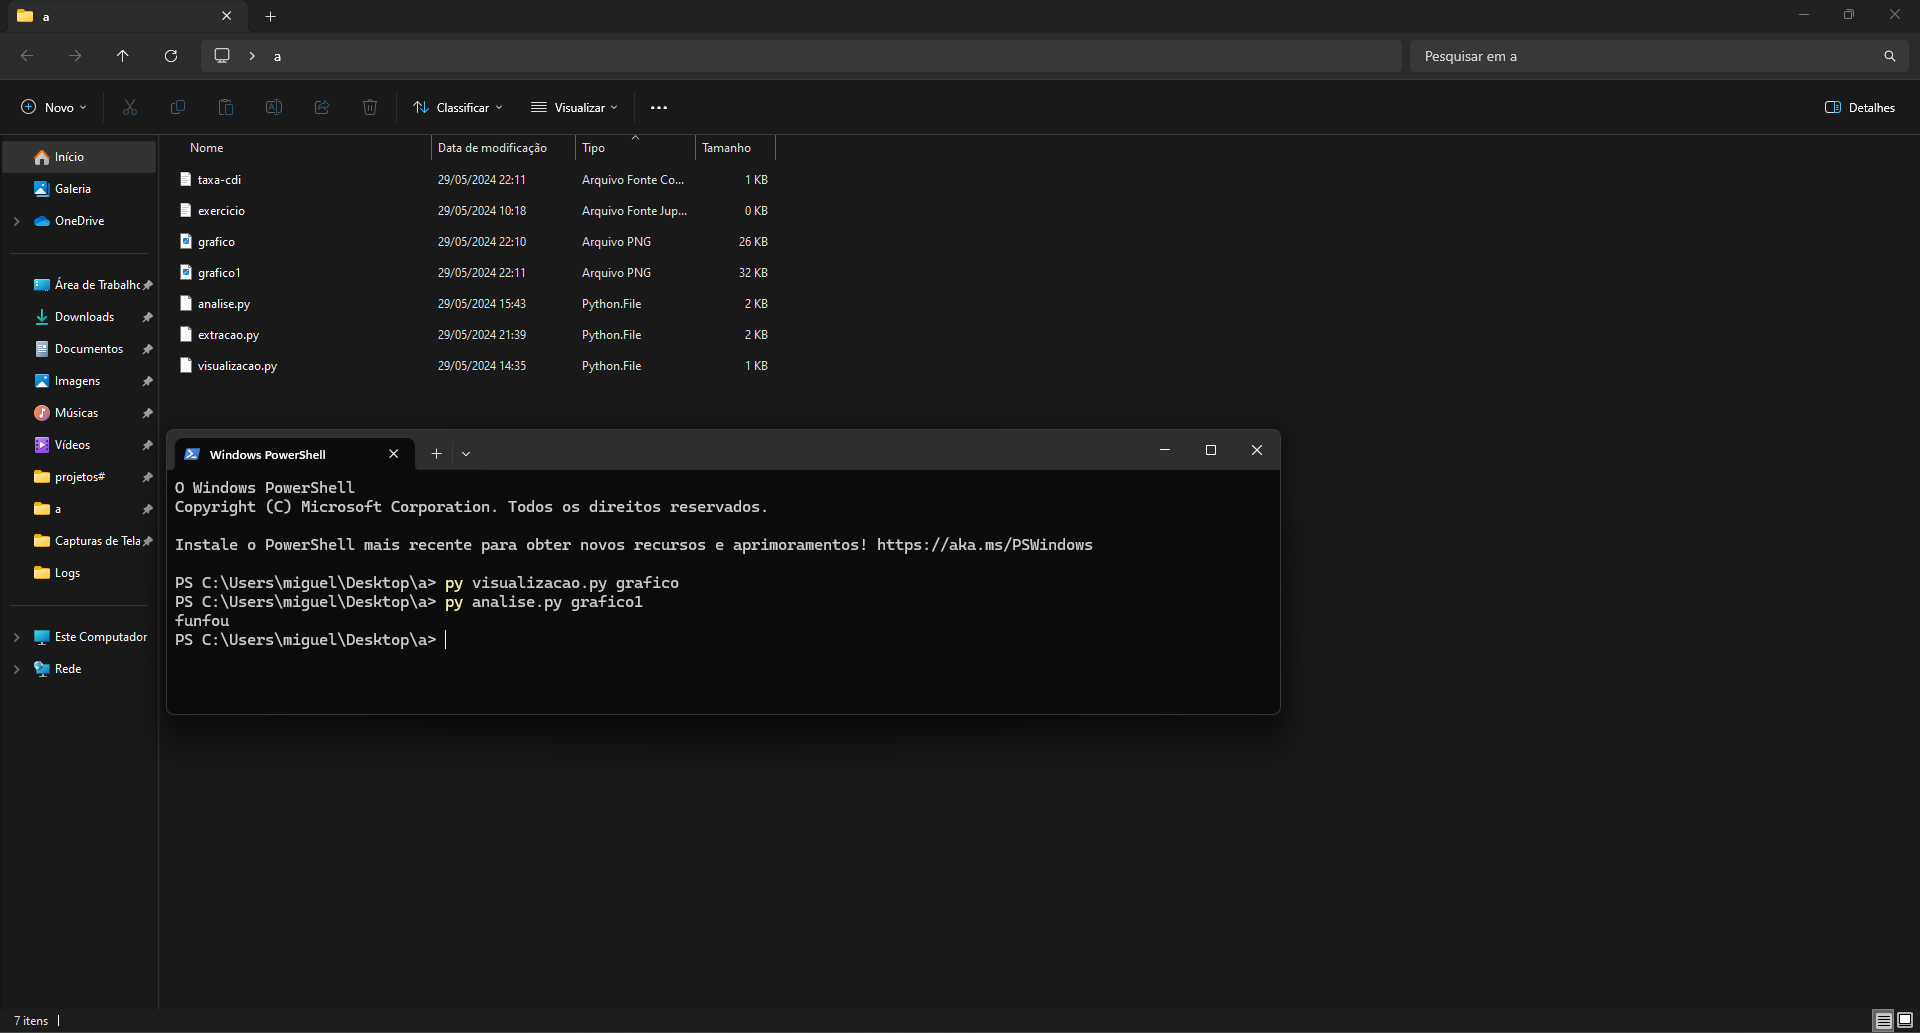 a
a
Pesquisar em a
Novo
Classificar
Visualizar
Detalhes
Início
Galeria
OneDrive
Área de Trabalho
Downloads
Documentos
Imagens
Músicas
Vídeos
projetos#
a
Capturas de Tela
Logs
Este Computador
Rede
Nome Data de modificação Tipo Tamanho
taxa-cdi 29/05/2024 22:11 Arquivo Fonte Co... 1 KB
exercicio 29/05/2024 10:18 Arquivo Fonte Jup... 0 KB
grafico 29/05/2024 22:10 Arquivo PNG 26 KB
grafico1 29/05/2024 22:11 Arquivo PNG 32 KB
analise.py 29/05/2024 15:43 Python.File 2 KB
extracao.py 29/05/2024 21:39 Python.File 2 KB
visualizacao.py 29/05/2024 14:35 Python.File 1 KB
Windows PowerShell
O Windows PowerShell
Copyright (C) Microsoft Corporation. Todos os direitos reservados.
Instale o PowerShell mais recente para obter novos recursos e aprimoramentos! https://aka.ms/PSWindows
PS C:\Users\miguel\Desktop\a> py visualizacao.py grafico
PS C:\Users\miguel\Desktop\a> py analise.py grafico1
funfou
PS C:\Users\miguel\Desktop\a>
7 itens